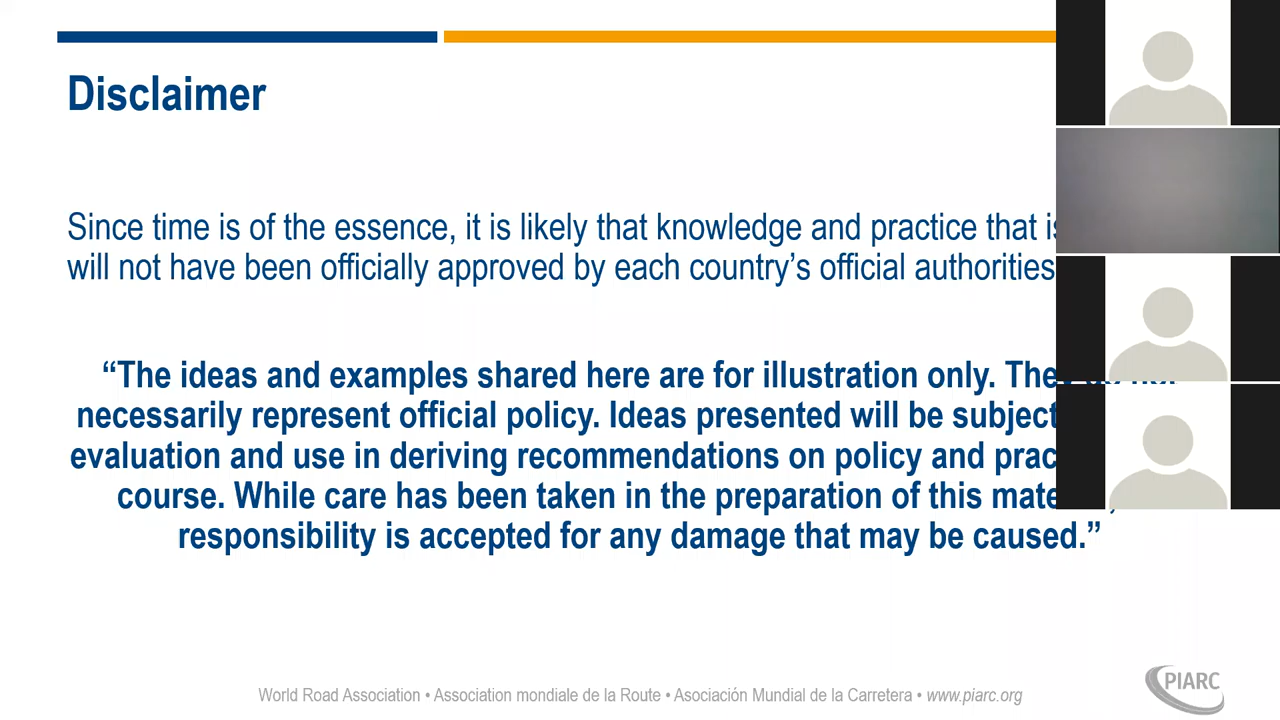 Disclaimer
Since time is of the essence, it is likely that knowledge and practice that
will not have been officially approved by each country’s official authorities
“The ideas and examples shared here are for illustration only. They
necessarily represent official policy. Ideas presented will be subject
evaluation and use in deriving recommendations on policy and
course. While care has been taken in the preparation of this
responsibility is accepted for any damage that may be caused.”
World Road Association • Association mondiale de la Route • Asociación Mundial de la Carretera • www.piarc.org
PIARC